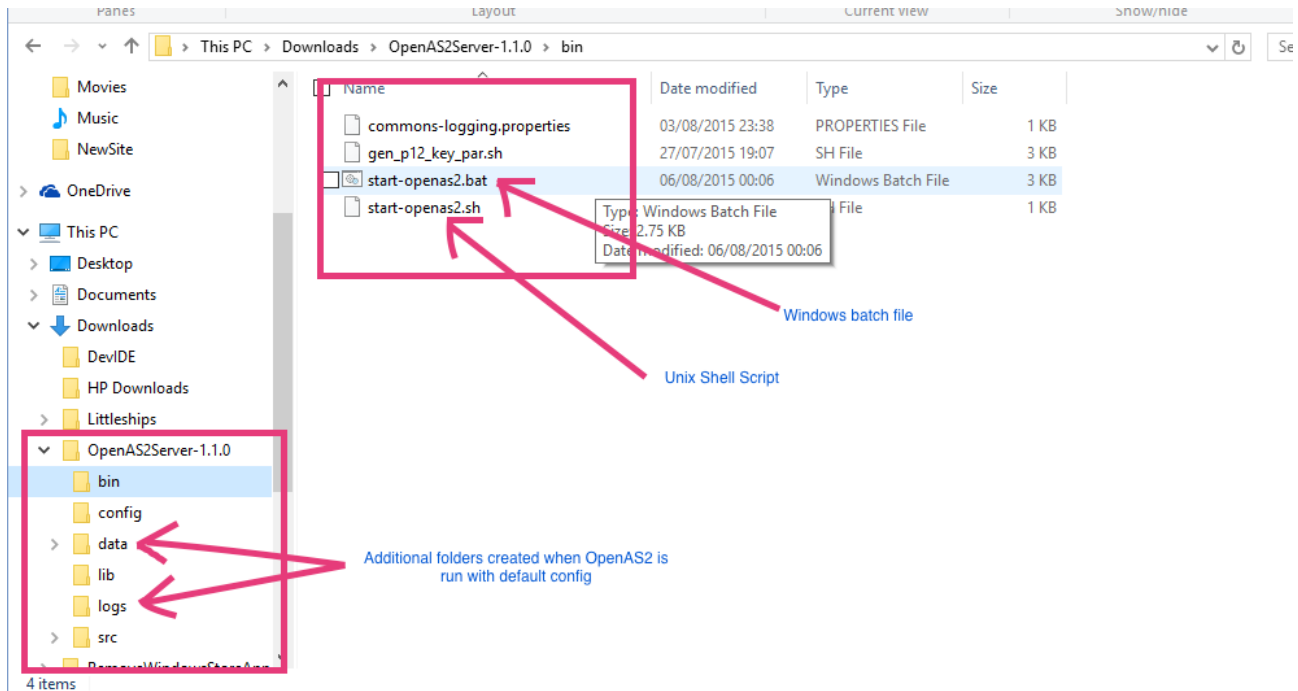 Panes Layout Current view Show/hide
This PC > Downloads > OpenAS2Server-1.1.0 > bin Se
Movies
Music
NewSite
OneDrive
This PC
Desktop
Documents
Downloads
DevIDE
HP Downloads
Littleships
OpenAS2Server-1.1.0
bin
config
data
lib
logs
src
RemoveWindowsStoreApp
4 items
Name Date modified Type Size
commons-logging.properties 03/08/2015 23:38 PROPERTIES File 1 KB
gen_p12_key_par.sh 27/07/2015 19:07 SH File 3 KB
start-openas2.bat 06/08/2015 00:06 Windows Batch File 3 KB
start-openas2.sh File 1 KB
Type: Windows Batch File
Size: 2.75 KB
Date modified: 06/08/2015 00:06
Windows batch file
Unix Shell Script
Additional folders created when OpenAS2 is
run with default config